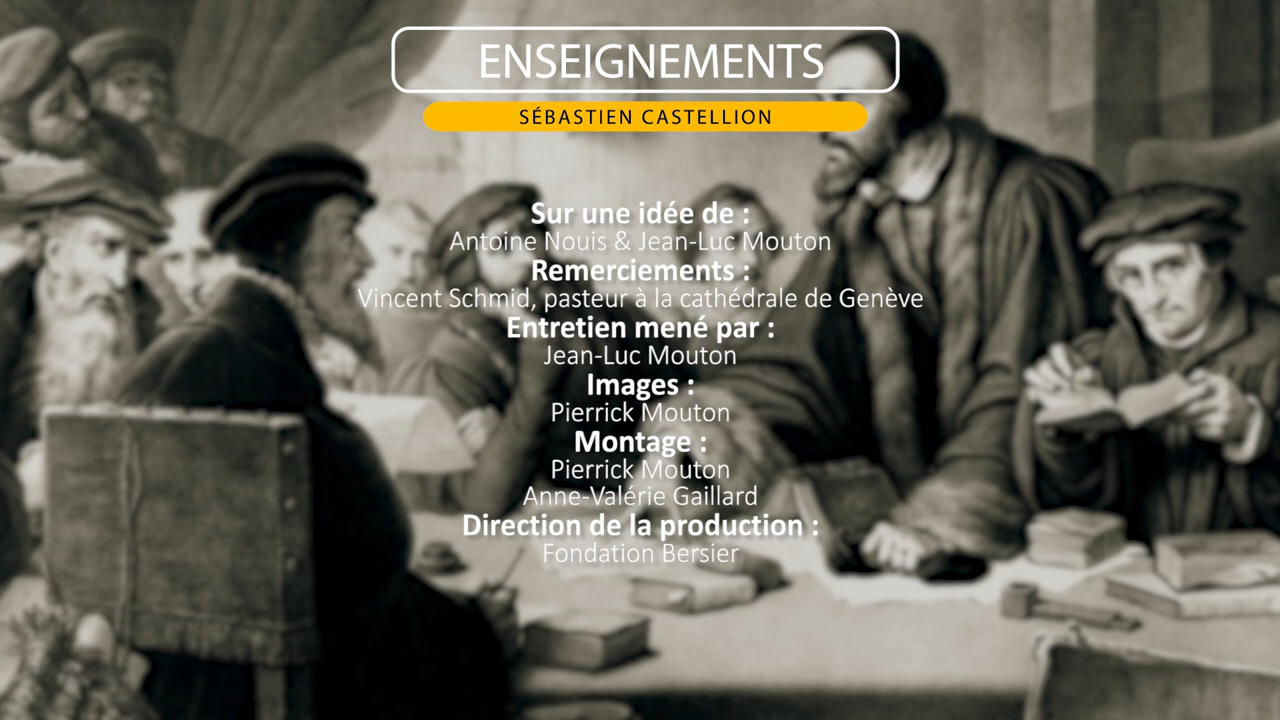 ENSEIGNEMENTS
SÉBASTIEN CASTELLION
Sur une idée de :
Antoine Nouis & Jean-Luc Mouton
Remerciements :
Vincent Schmid, pasteur à la cathédrale de Genève
Entretien mené par :
Jean-Luc Mouton
Images :
Pierrick Mouton
Montage :
Pierrick Mouton
Anne-Valérie Gaillard
Direction de la production :
Fondation Bersier